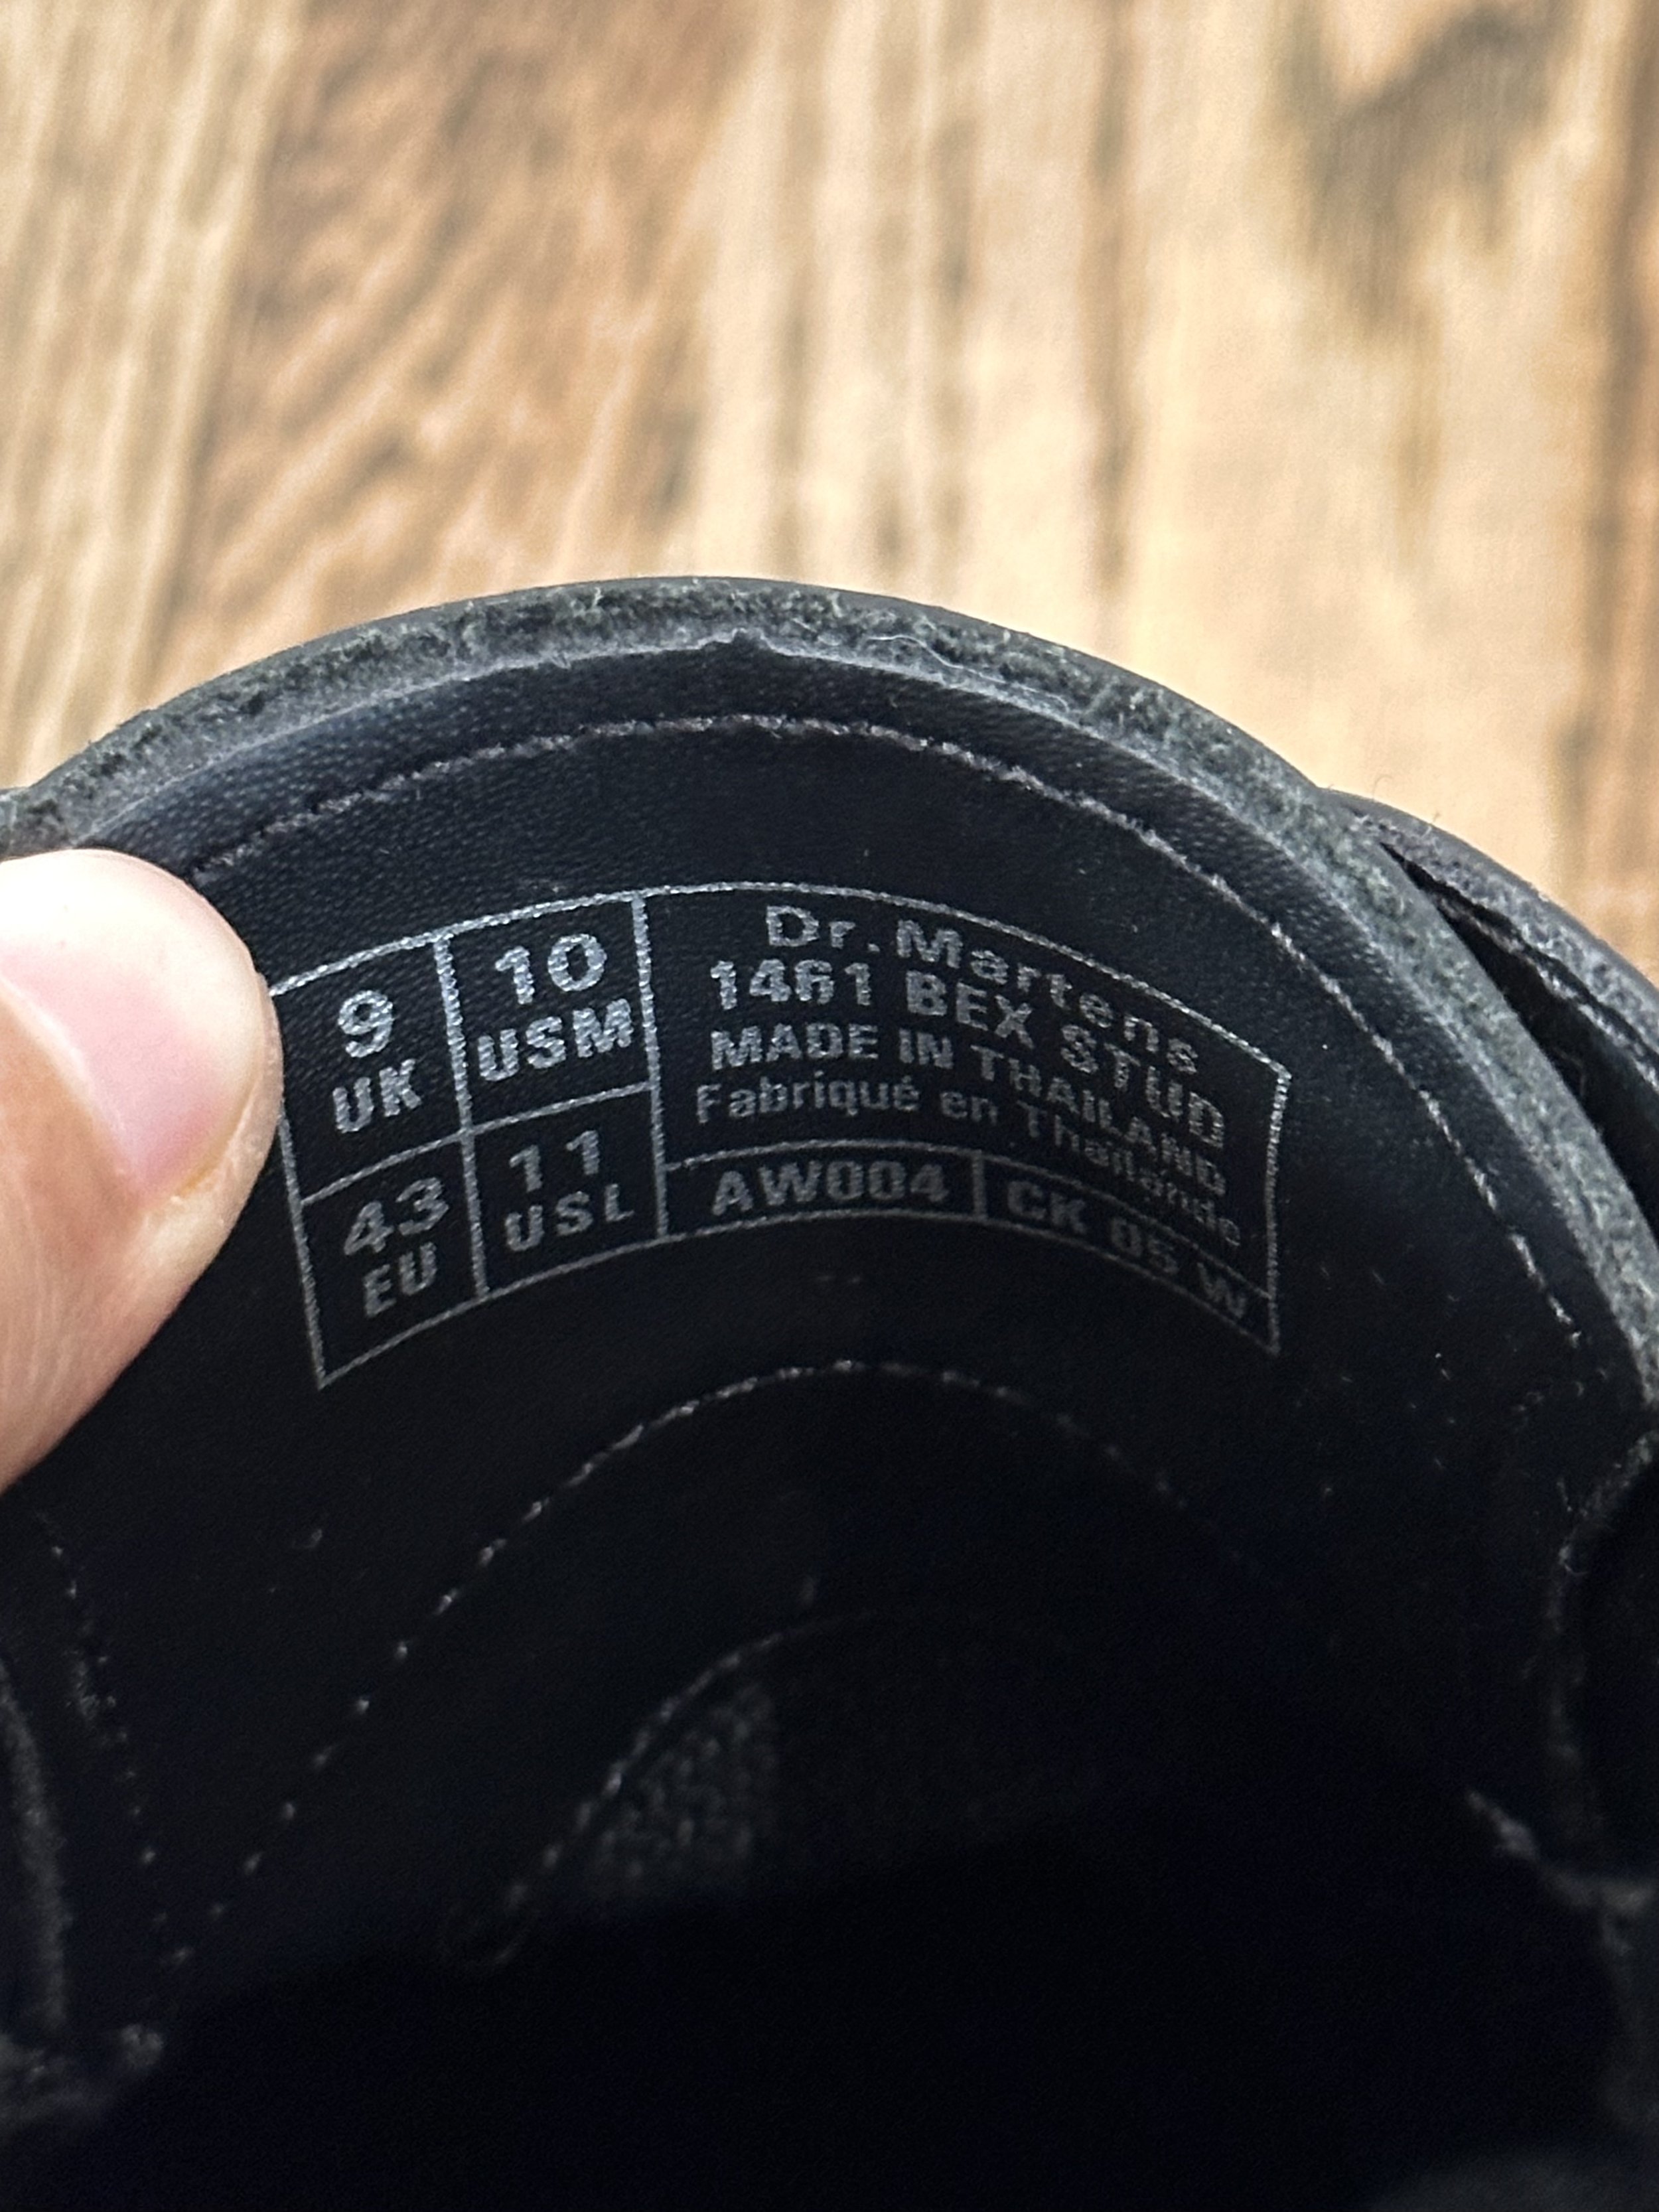 9
UK
10
USM
43
EU
11
USL
Dr. Martens
1461 BEX STUD
MADE IN THAILAND
Fabriqué en Thaïlande
AW004
CK 05 W